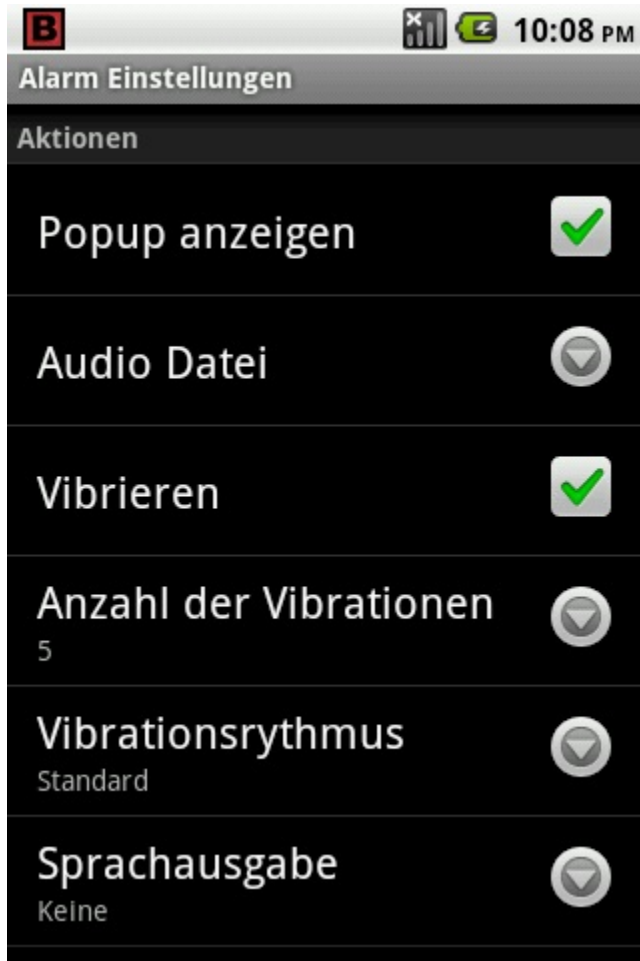 B
10:08 PM
Alarm Einstellungen
Aktionen
Popup anzeigen
Audio Datei
Vibrieren
Anzahl der Vibrationen
5
Vibrationsrythmus
Standard
Sprachausgabe
Keine